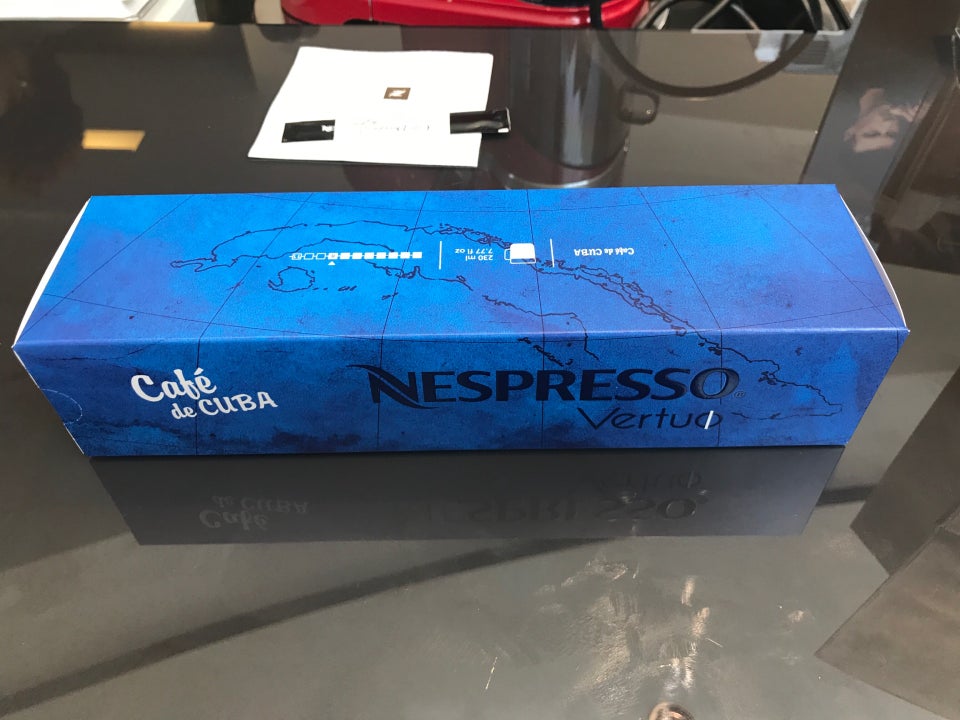 Café de CUBA
230 ml
7.77 fl oz
Café
de CUBA
NESPRESSO®
Vertuo